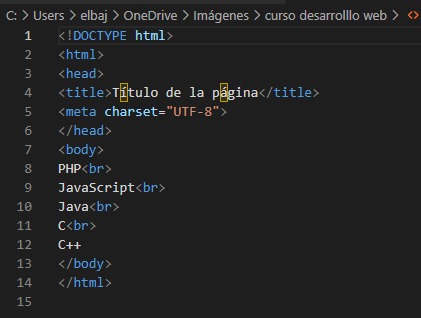 C: > Users > elbaj > OneDrive > Imágenes > curso desarrolllo web > <>
1 <!DOCTYPE html>
2 <html>
3 <head>
4 <title>Título de la página</title>
5 <meta charset="UTF-8">
6 </head>
7 <body>
8 PHP<br>
9 JavaScript<br>
10 Java<br>
11 C<br>
12 C++
13 </body>
14 </html>
15